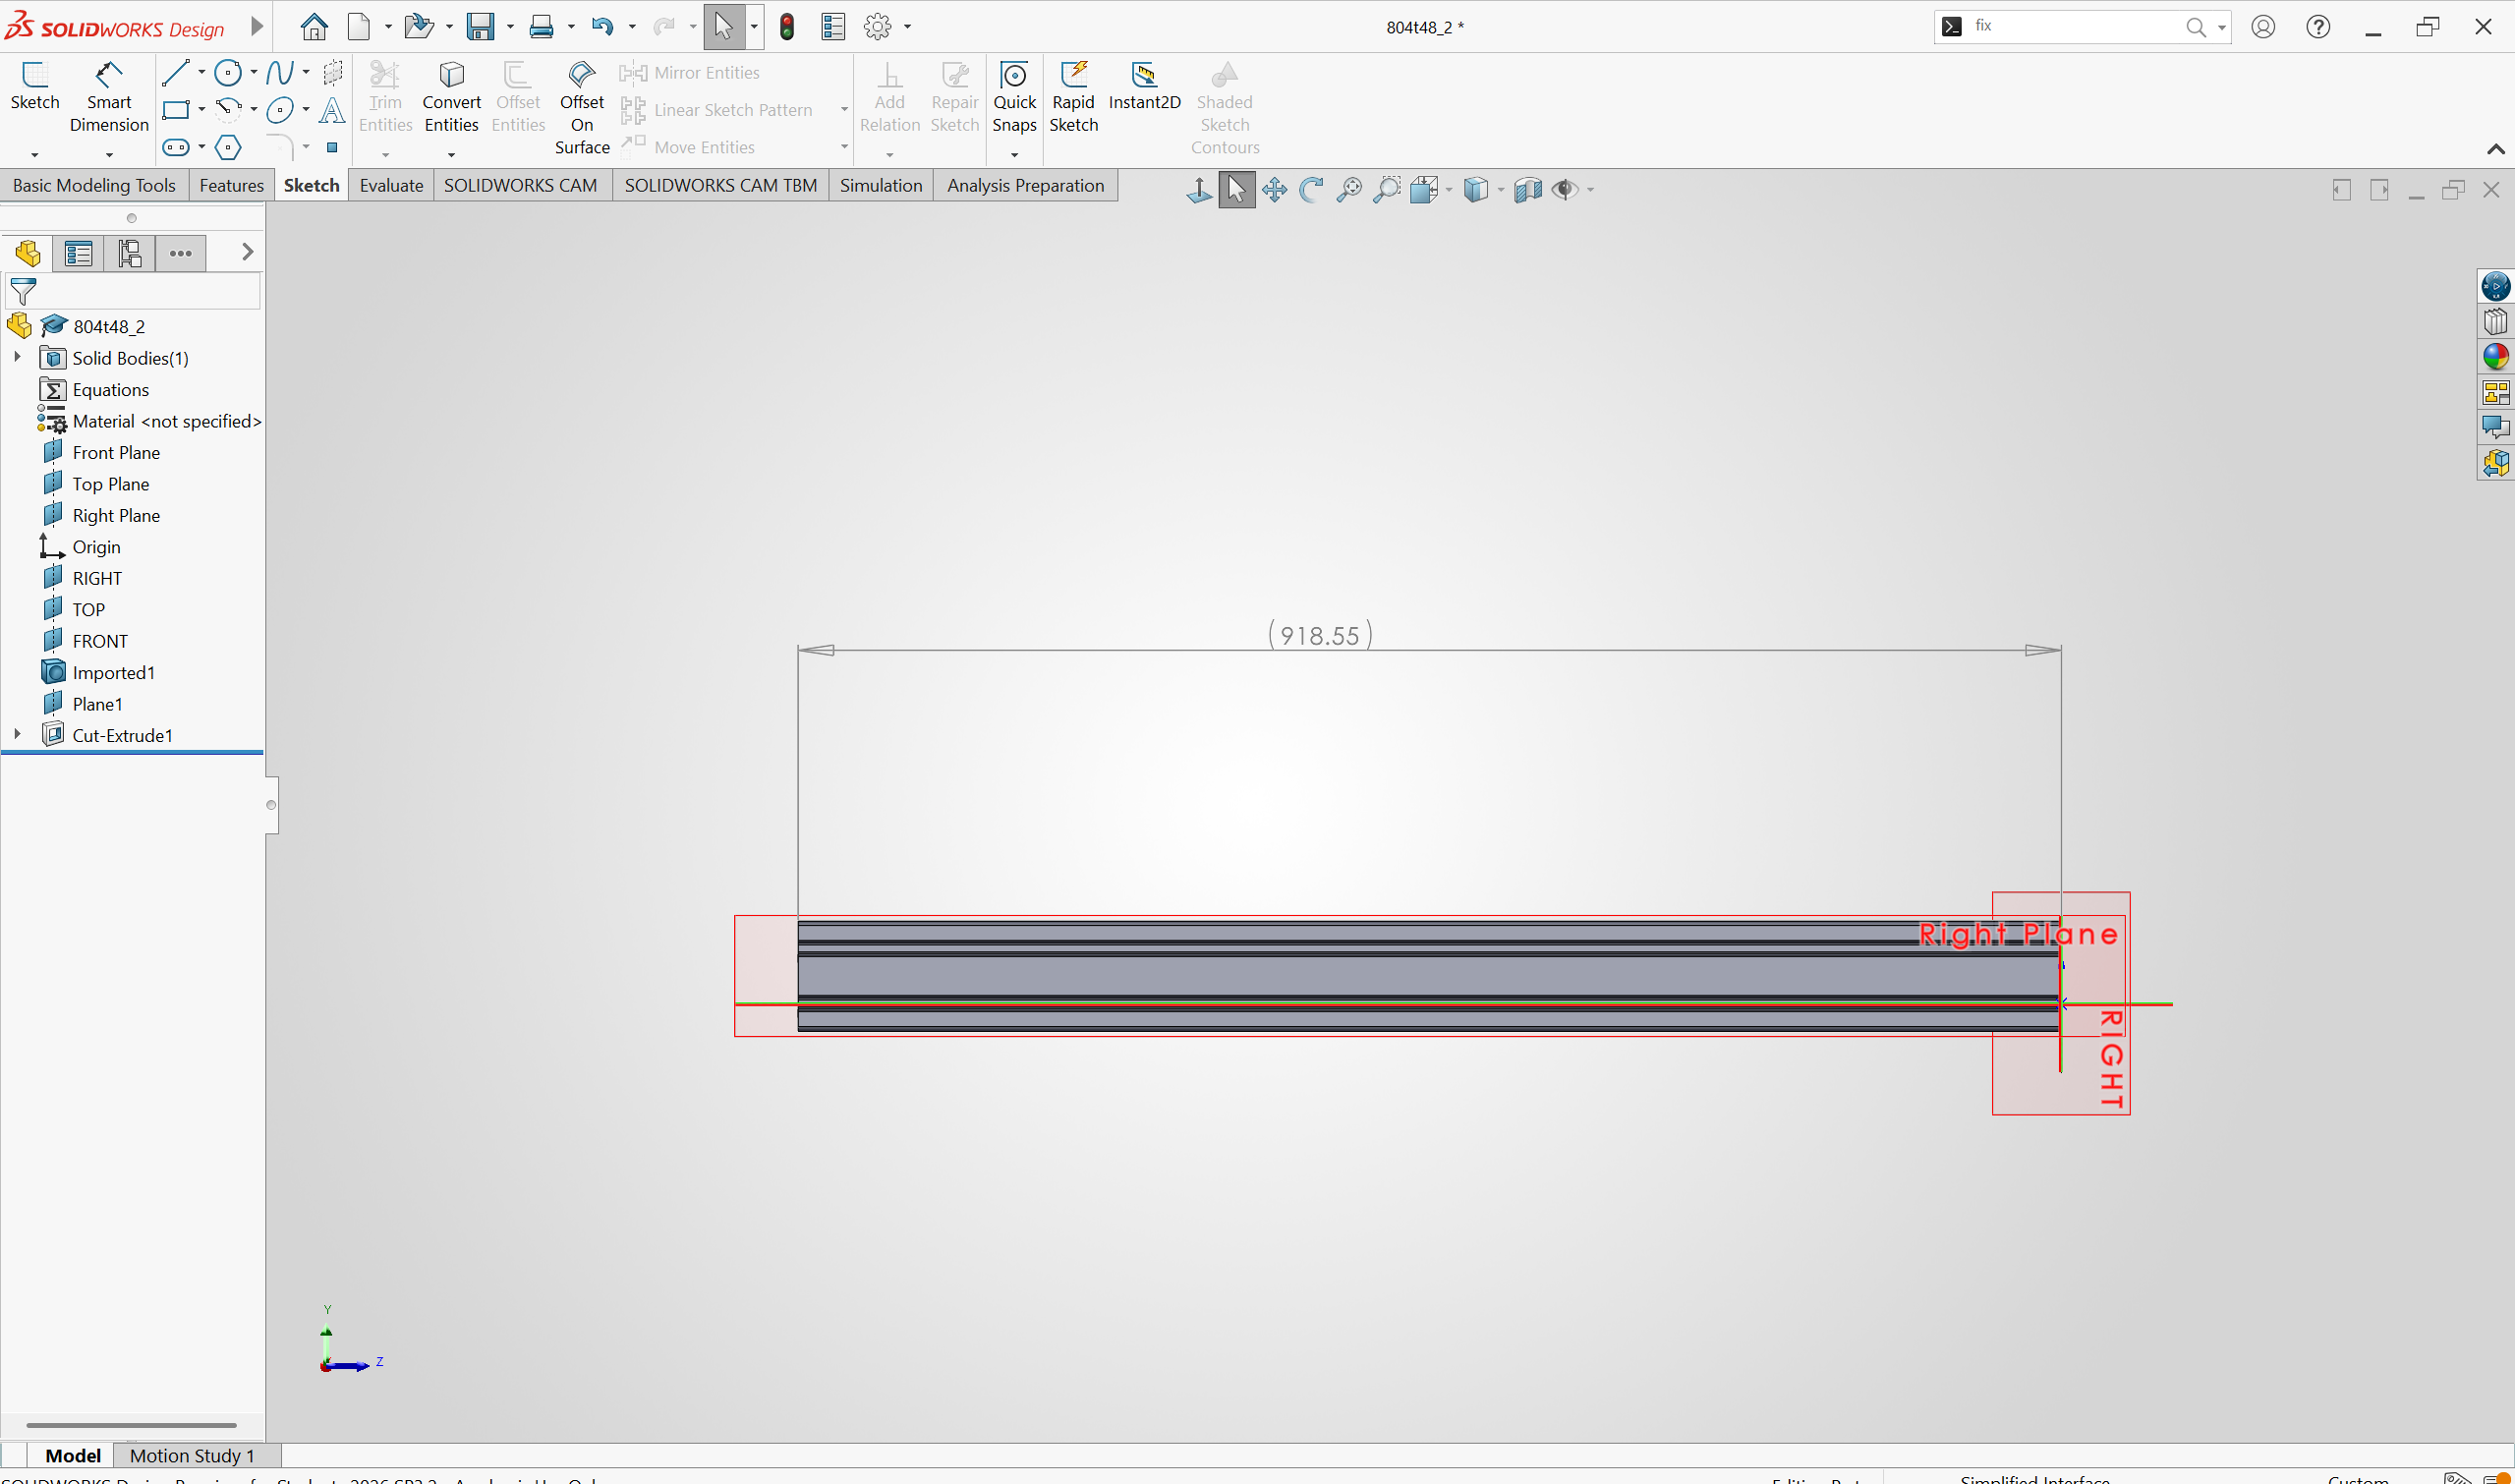 SOLIDWORKS Design
804t48_2 *
fix
Sketch
Smart Dimension
Trim Entities
Convert Entities
Offset Entities
Offset On Surface
Mirror Entities
Linear Sketch Pattern
Move Entities
Add Relation
Repair Sketch
Quick Snaps
Rapid Sketch
Instant2D
Shaded Sketch Contours
Basic Modeling Tools
Features
Sketch
Evaluate
SOLIDWORKS CAM
SOLIDWORKS CAM TBM
Simulation
Analysis Preparation
804t48_2
Solid Bodies(1)
Equations
Material <not specified>
Front Plane
Top Plane
Right Plane
Origin
RIGHT
TOP
FRONT
Imported1
Plane1
Cut-Extrude1
(918.55)
Right Plane
RIGHT
Y
Z
Model
Motion Study 1
Simplified Interface
Custom